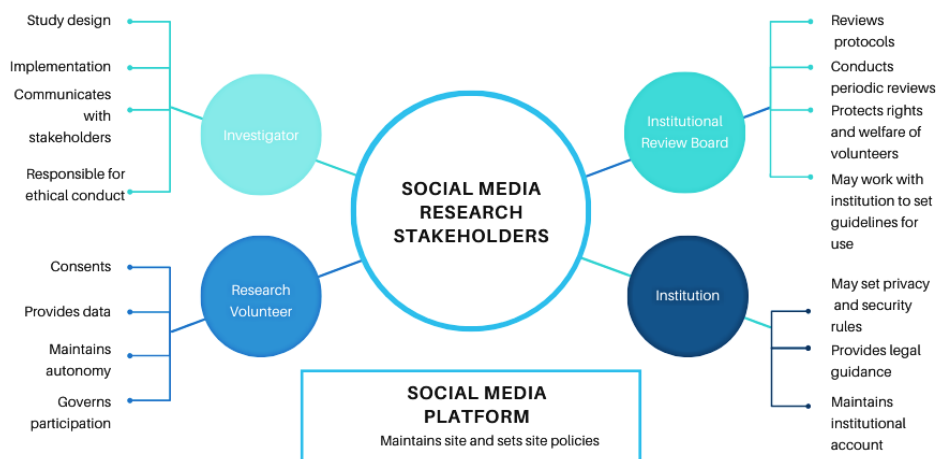 Study design
Implementation
Communicates
with
stakeholders
Responsible for
ethical conduct
Investigator
Consents
Provides data
Maintains
autonomy
Governs
participation
Research
Volunteer
SOCIAL MEDIA
RESEARCH
STAKEHOLDERS
Institutional
Review Board
Reviews
protocols
Conducts
periodic reviews
Protects rights
and welfare of
volunteers
May work with
institution to set
guidelines for
use
Institution
May set privacy
and security
rules
Provides legal
guidance
Maintains
institutional
account
SOCIAL MEDIA
PLATFORM
Maintains site and sets site policies